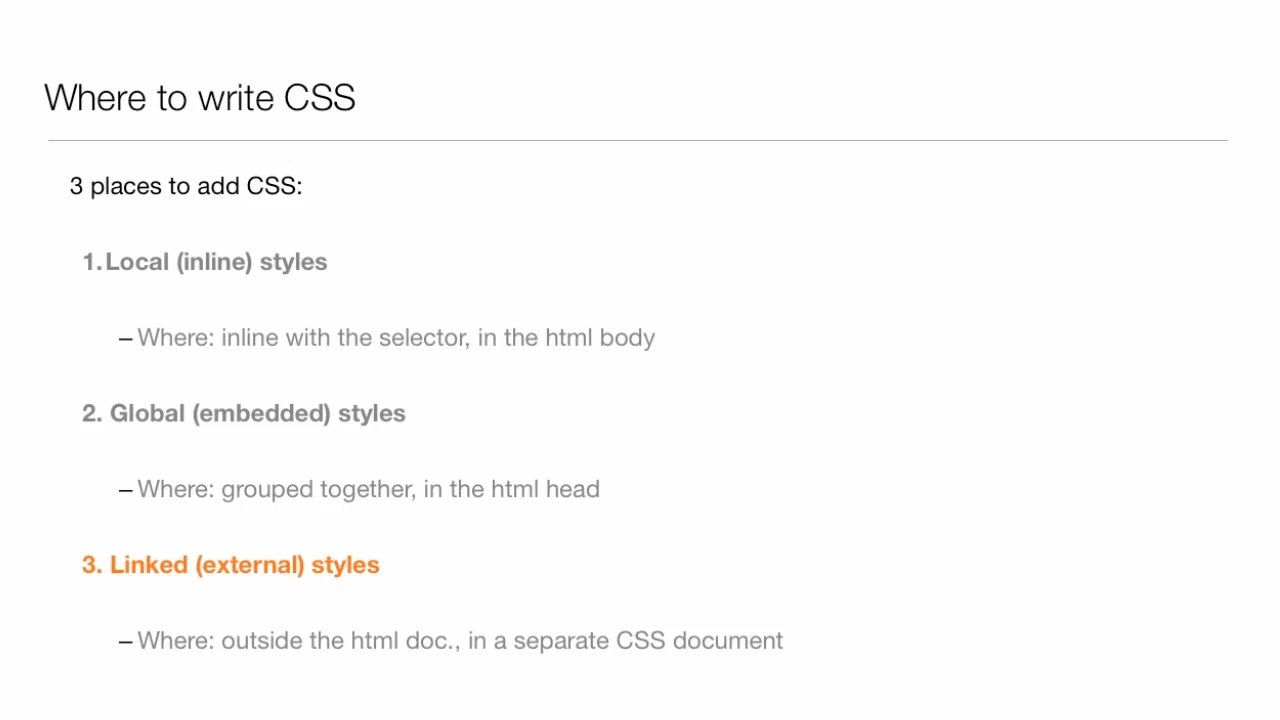 Where to write CSS
3 places to add CSS:
1. Local (inline) styles
– Where: inline with the selector, in the html body
2. Global (embedded) styles
– Where: grouped together, in the html head
3. Linked (external) styles
– Where: outside the html doc., in a separate CSS document